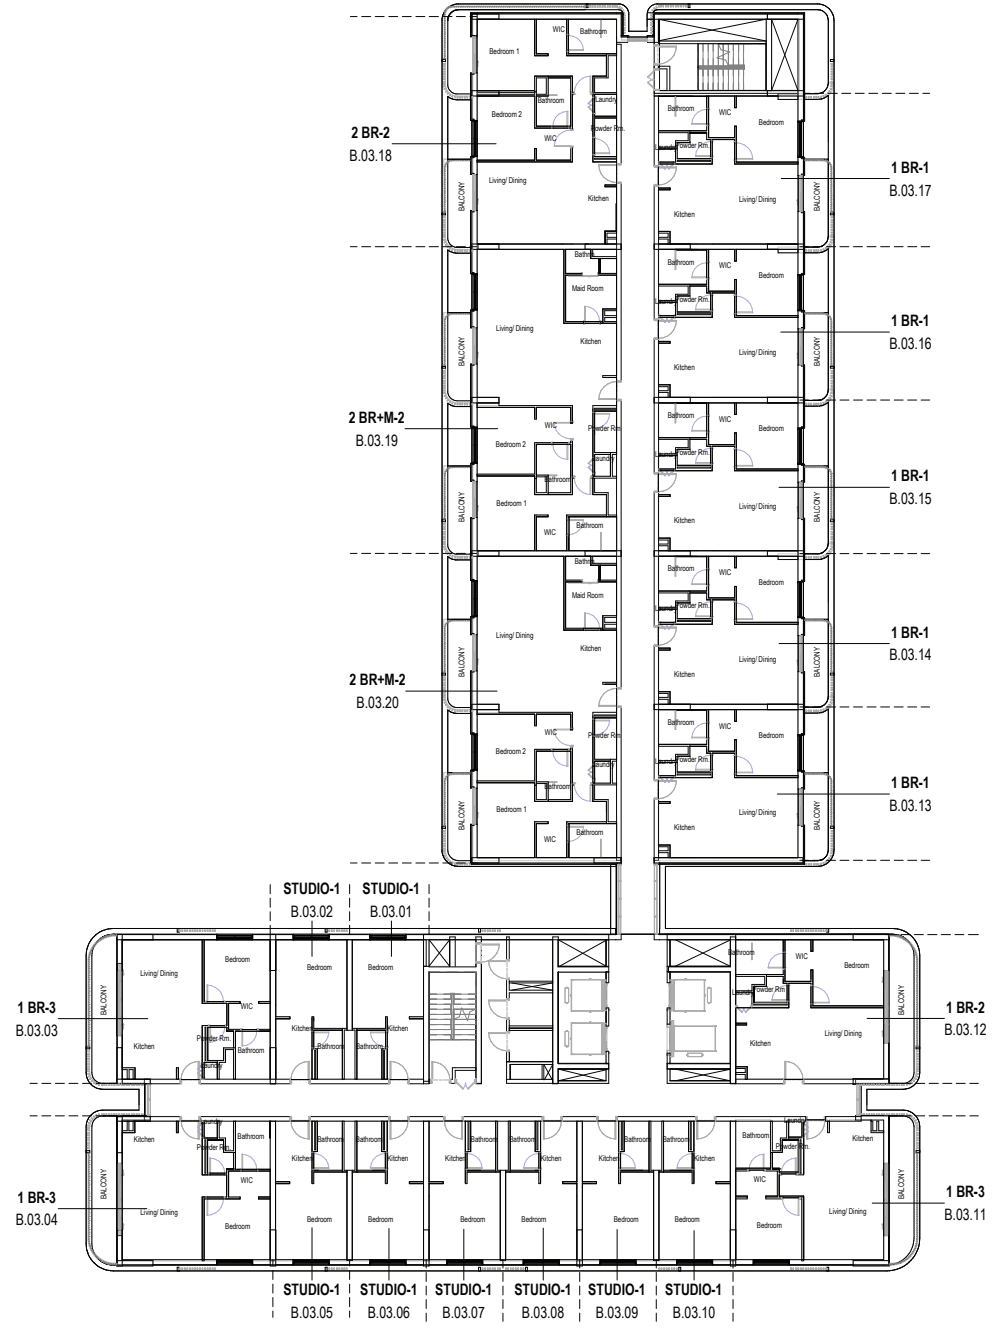 Bedroom 1
WIC
Bathroom
Bathroom
Laundry
Bedroom 2
Powder Rm.
WIC
2 BR-2
B.03.18
Living/ Dining
Kitchen
BALCONY
Bathroom
WIC
Bedroom
Powder Rm.
1 BR-1
B.03.17
Living/ Dining
Kitchen
BALCONY
Maid Room
Living/ Dining
Kitchen
BALCONY
Bathroom
WIC
Bedroom
Powder Rm.
1 BR-1
B.03.16
Living/ Dining
Kitchen
BALCONY
2 BR+M-2
B.03.19
WIC
Powder Rm
Bedroom 2
Laundry
Bathroom
Bedroom 1
WIC
Bathroom
BALCONY
Bathroom
WIC
Bedroom
Powder Rm.
1 BR-1
B.03.15
Living/ Dining
Kitchen
BALCONY
Maid Room
Living/ Dining
Kitchen
BALCONY
2 BR+M-2
B.03.20
Bathroom
WIC
Bedroom
Powder Rm.
1 BR-1
B.03.14
Living/ Dining
Kitchen
BALCONY
WIC
Powder Rm
Bedroom 2
Laundry
Bathroom
Bedroom 1
WIC
Bathroom
BALCONY
Bathroom
WIC
Bedroom
Powder Rm.
1 BR-1
B.03.13
Living/ Dining
Kitchen
BALCONY
STUDIO-1
B.03.02
STUDIO-1
B.03.01
1 BR-3
B.03.03
BALCONY
Living/ Dining
Bedroom
WIC
Kitchen
Powder Rm.
Bathroom
Laundry
Bedroom
Kitchen
Bathroom
Bedroom
Kitchen
Bathroom
Bathroom
WIC
Bedroom
Powder Rm.
Living/ Dining
Kitchen
BALCONY
1 BR-2
B.03.12
1 BR-3
B.03.04
BALCONY
Laundry
Kitchen
Powder Rm.
Bathroom
WIC
Living/ Dining
Bedroom
Kitchen
Bathroom
Bedroom
Bathroom
Kitchen
Bedroom
Kitchen
Bathroom
Bedroom
Bathroom
Kitchen
Bedroom
Kitchen
Bathroom
Bedroom
Bathroom
Kitchen
Bedroom
Laundry
Bathroom
Powder Rm.
Kitchen
WIC
Bedroom
Living/ Dining
BALCONY
1 BR-3
B.03.11
STUDIO-1
B.03.05
STUDIO-1
B.03.06
STUDIO-1
B.03.07
STUDIO-1
B.03.08
STUDIO-1
B.03.09
STUDIO-1
B.03.10